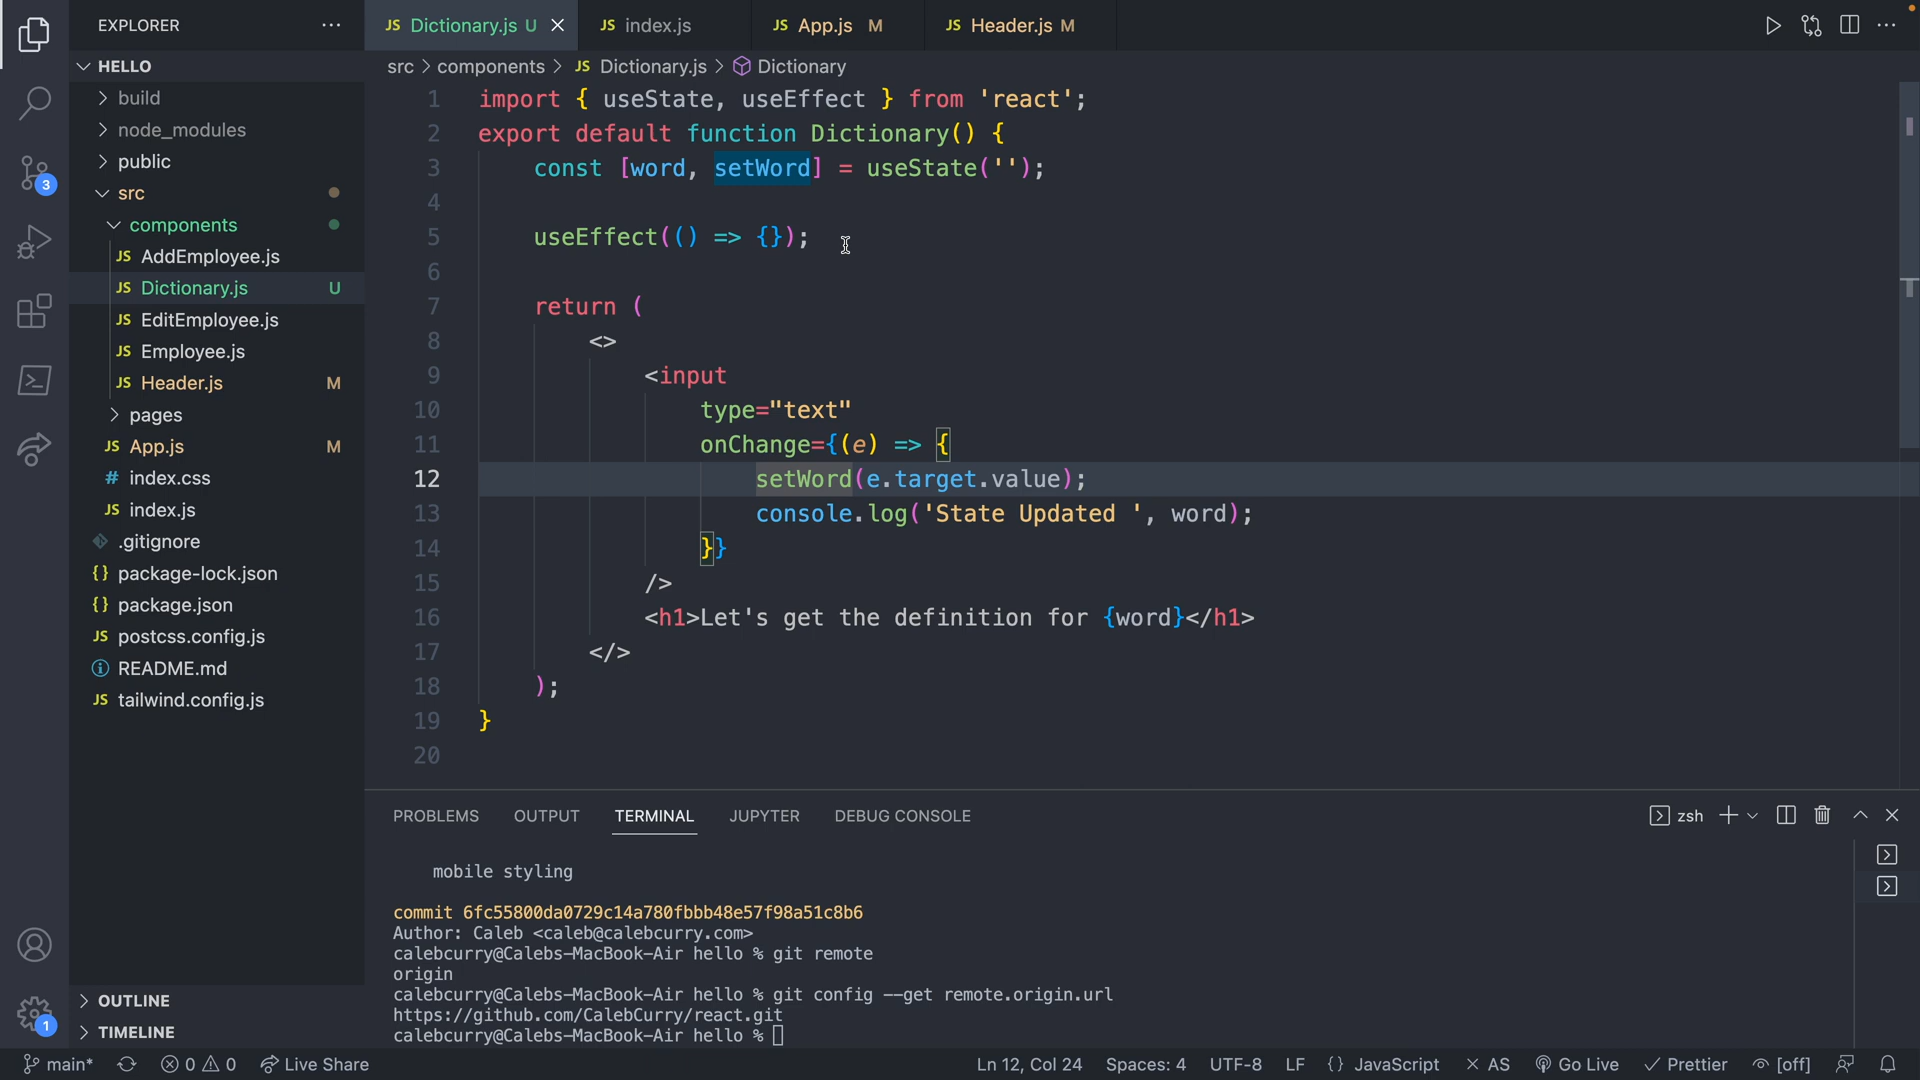 EXPLORER
HELLO
build
node_modules
public
src
components
JS AddEmployee.js
JS Dictionary.js U
JS EditEmployee.js
JS Employee.js
JS Header.js M
pages
JS App.js M
# index.css
JS index.js
.gitignore
{} package-lock.json
{} package.json
JS postcss.config.js
README.md
JS tailwind.config.js
OUTLINE
TIMELINE
3
1
JS Dictionary.js U
JS index.js
JS App.js M
JS Header.js M
src > components > JS Dictionary.js > Dictionary
1 import { useState, useEffect } from 'react';
2 export default function Dictionary() {
3 const [word, setWord] = useState('');
4
5 useEffect(() => {});
6
7 return (
8 <>
9 <input
10 type="text"
11 onChange={(e) => {
12 setWord(e.target.value);
13 console.log('State Updated ', word);
14 }}
15 />
16 <h1>Let's get the definition for {word}</h1>
17 </>
18 );
19 }
20
PROBLEMS OUTPUT TERMINAL JUPYTER DEBUG CONSOLE
zsh
mobile styling
commit 6fc55800da0729c14a780fbbb48e57f98a51c8b6
Author: Caleb <caleb@calebcurry.com>
calebcurry@Calebs-MacBook-Air hello % git remote
origin
calebcurry@Calebs-MacBook-Air hello % git config --get remote.origin.url
https://github.com/CalebCurry/react.git
calebcurry@Calebs-MacBook-Air hello %
main* 0 0 Live Share Ln 12, Col 24 Spaces: 4 UTF-8 LF {} JavaScript × AS Go Live Prettier [off]